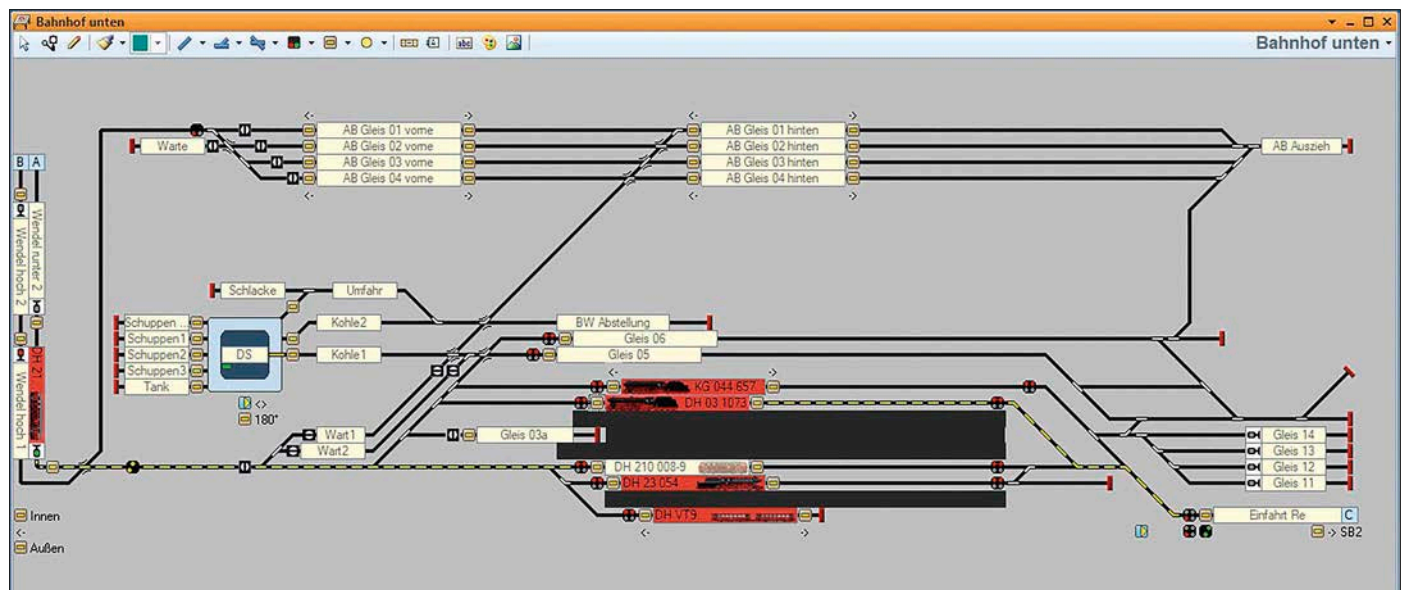 Bahnhof unten
abc
Bahnhof unten
AB Gleis 01 vorne
AB Gleis 01 hinten
Warte
AB Gleis 02 vorne
AB Gleis 02 hinten
AB Auszieh
AB Gleis 03 vorne
AB Gleis 03 hinten
AB Gleis 04 vorne
AB Gleis 04 hinten
B
A
Wendel hoch 2
Wendel runter 2
Wendel hoch 1
DH 21
Schlacke
Umfahr
Schuppen ...
Kohle2
BW Abstellung
Schuppen1
Gleis 06
Schuppen2
DS
Kohle1
Gleis 05
Schuppen3
Tank
KG 044 657
DH 03 1073
<>
180°
Wart1
Wart2
Gleis 03a
Gleis 14
Gleis 13
Gleis 12
Gleis 11
DH 210 008-9
DH 23 054
DH VT9
Einfahrt Re
C
-> SB2
Innen
<-
Außen